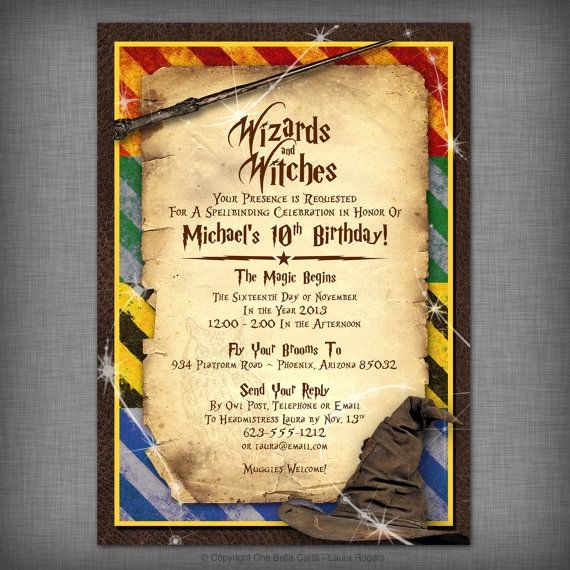 Wizards
and
Witches
Your Presence is Requested
For A Spellbinding Celebration in Honor Of
Michael's 10th Birthday!
The Magic Begins
The Sixteenth Day of November
In the Year 2013
12:00 - 2:00 In the Afternoon
Fly Your Brooms To
934 Platform Road ~ Phoenix, Arizona 85032
Send Your Reply
By Owl Post, Telephone or Email
To Headmistress Laura by Nov. 13th
623-555-1212
or laura@email.com
Muggles Welcome!
© Copyright Che Bella Carta - Laura Rogers